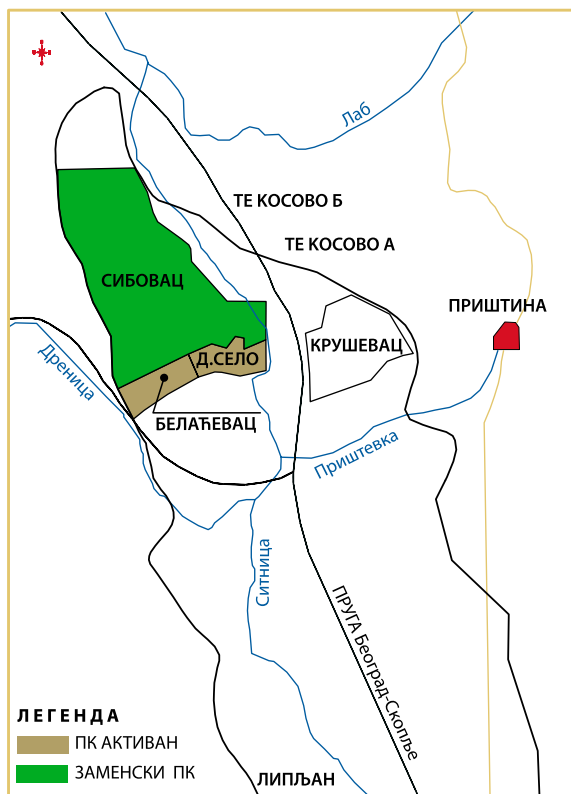 Лаб
ТЕ КОСОВО Б
ТЕ КОСОВО А
СИБОВАЦ
ПРИШТИНА
КРУШЕВАЦ
Д.СЕЛО
Дреница
БЕЛАЋЕВАЦ
Приштевка
Ситница
ПРУГА Београд-Скопље
ЛЕГЕНДА
ПК АКТИВАН
ЗАМЕНСКИ ПК
ЛИПЉАН